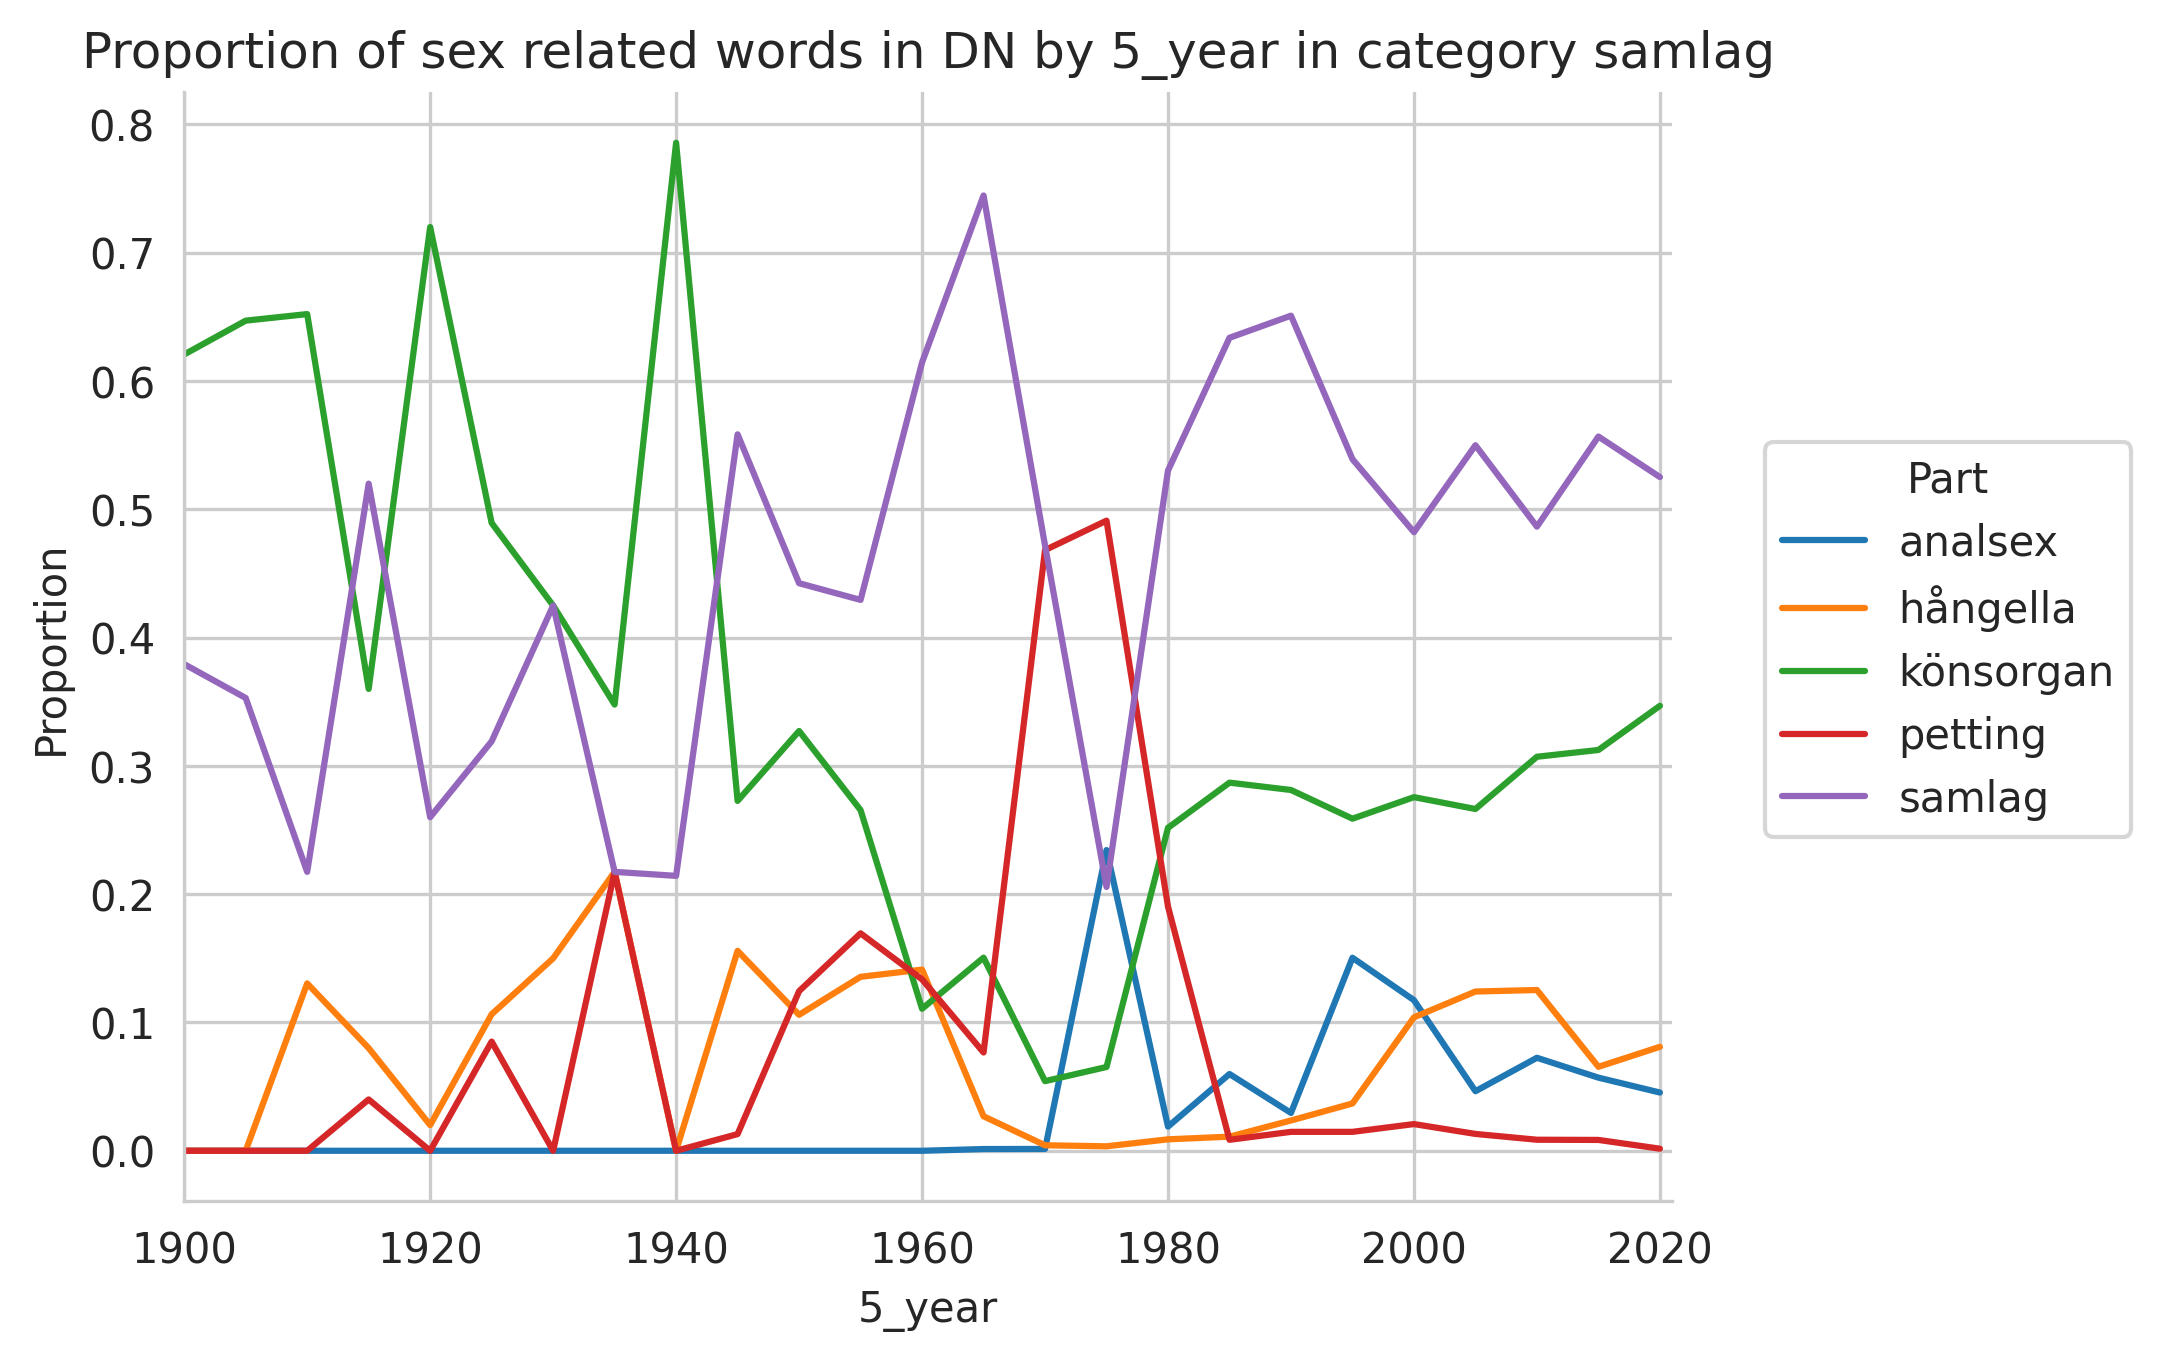 Proportion of sex related words in DN by 5_year in category samlag
0.8
0.7
0.6
0.5
0.4
0.3
0.2
0.1
0.0
Proportion
1900 1920 1940 1960 1980 2000 2020
5_year
Part
analsex
hångella
könsorgan
petting
samlag